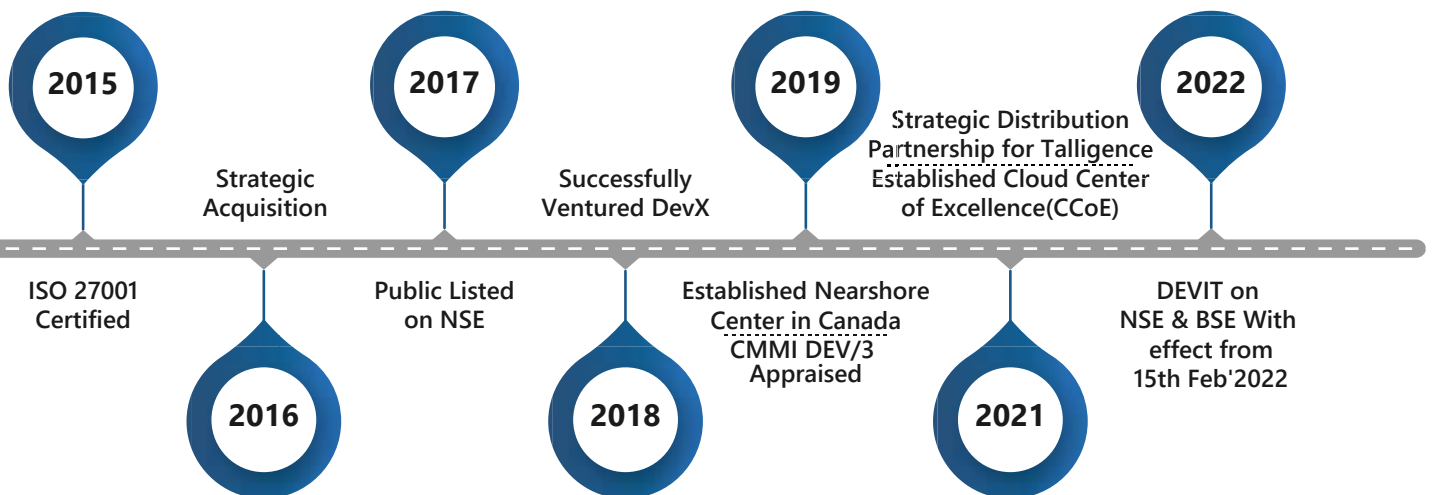 2015
ISO 27001
Certified
Strategic
Acquisition
2016
2017
Public Listed
on NSE
Successfully
Ventured DevX
2018
2019
Established Nearshore
Center in Canada
CMMI DEV/3
Appraised
Strategic Distribution
Partnership for Talligence
Established Cloud Center
of Excellence(CCoE)
2021
2022
DEVIT on
NSE & BSE With
effect from
15th Feb'2022